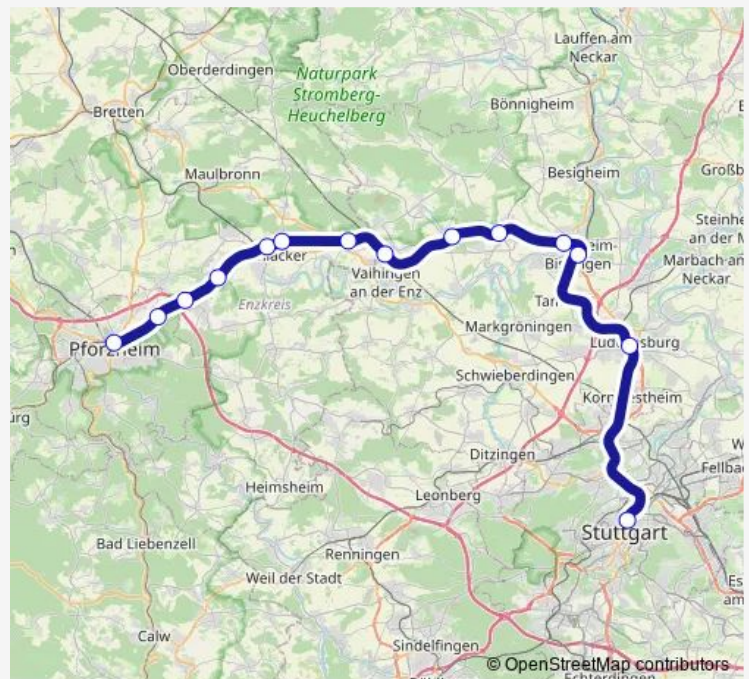 Lauffen am
Neckar
Oberderdingen
Naturpark
Stromberg-
Heuchelberg
Bönnigheim
Bretten
Maulbronn
Besigheim
Großb
Steinhe
an der M
Marbach an
Neckar
Vaihingen
an der Enz
Enzkreis
Markgröningen
Pforzheim
Schwieberdingen
Ditzingen
Heimsheim
Leonberg
Fellba
Stuttgart
Bad Liebenzell
Renningen
Weil der Stadt
Calw
Sindelfingen
© OpenStreetMap contributors